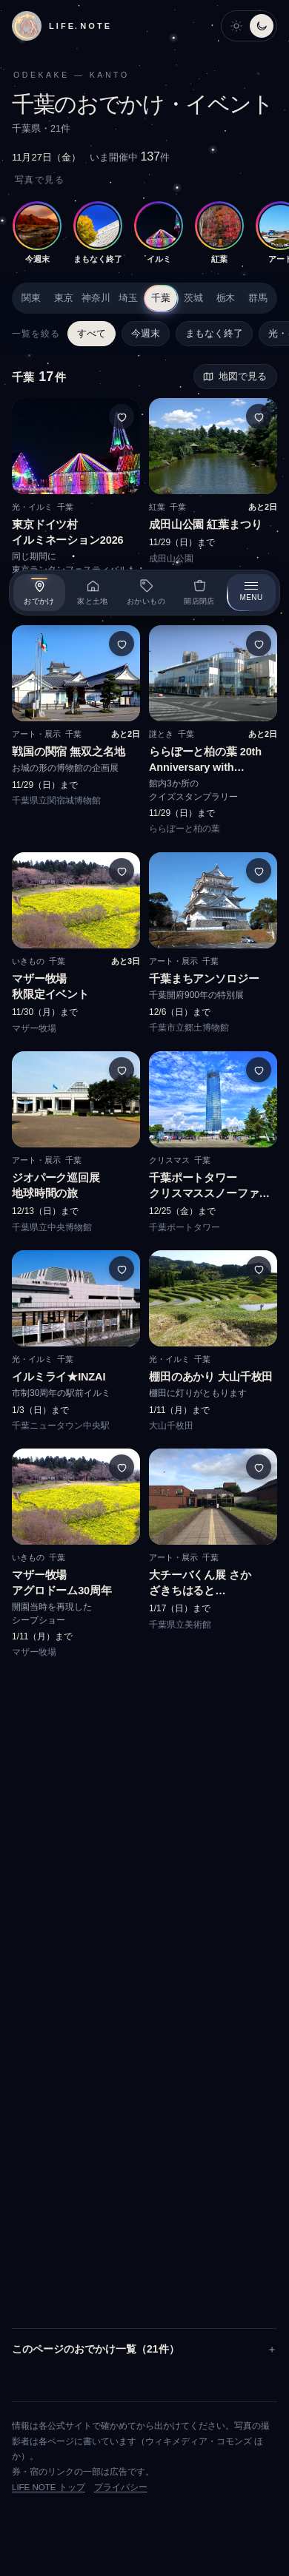 LIFE.NOTE
ODEKAKE — KANTO
千葉のおでかけ・イベント
千葉県・21件
11月27日（金） いま開催中 137件
写真で見る
今週末 まもなく終了 イルミ 紅葉 アート
関東 東京 神奈川 埼玉 千葉 茨城 栃木 群馬
一覧を絞る すべて 今週末 まもなく終了 光・
千葉 17件 地図で見る
光・イルミ 千葉
東京ドイツ村
イルミネーション2026
同じ期間に
東京ランタンフェスティバルも
紅葉 千葉 あと2日
成田山公園 紅葉まつり
11/29（日）まで
成田山公園
おでかけ 家と土地 おかいもの 開店閉店 MENU
アート・展示 千葉 あと2日
戦国の関宿 無双之名地
お城の形の博物館の企画展
11/29（日）まで
千葉県立関宿城博物館
謎とき 千葉 あと2日
ららぽーと柏の葉 20th
Anniversary with…
館内3か所の
クイズスタンプラリー
11/29（日）まで
ららぽーと柏の葉
いきもの 千葉 あと3日
マザー牧場
秋限定イベント
11/30（月）まで
マザー牧場
アート・展示 千葉
千葉まちアンソロジー
千葉開府900年の特別展
12/6（日）まで
千葉市立郷土博物館
アート・展示 千葉
ジオパーク巡回展
地球時間の旅
12/13（日）まで
千葉県立中央博物館
クリスマス 千葉
千葉ポートタワー
クリスマススノーファ…
12/25（金）まで
千葉ポートタワー
光・イルミ 千葉
イルミライ★INZAI
市制30周年の駅前イルミ
1/3（日）まで
千葉ニュータウン中央駅
光・イルミ 千葉
棚田のあかり 大山千枚田
棚田に灯りがともります
1/11（月）まで
大山千枚田
いきもの 千葉
マザー牧場
アグロドーム30周年
開園当時を再現した
シープショー
1/11（月）まで
マザー牧場
アート・展示 千葉
大チーバくん展 さか
ざきちはると…
1/17（日）まで
千葉県立美術館
このページのおでかけ一覧（21件） +
情報は各公式サイトで確かめてから出かけてください。写真の撮
影者は各ページに書いています（ウィキメディア・コモンズ ほ
か）。
券・宿のリンクの一部は広告です。
LIFE NOTE トップ プライバシー